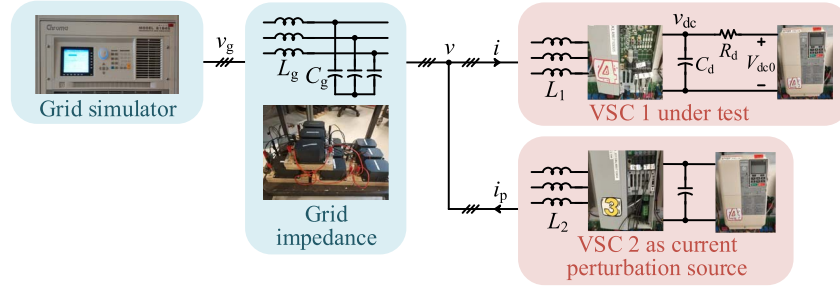 v_g
Grid simulator
L_g
C_g
Grid
impedance
v
i
i_p
L_1
v_dc
C_d
R_d
+
V_dc0
−
VSC 1 under test
L_2
3
VSC 2 as current
perturbation source